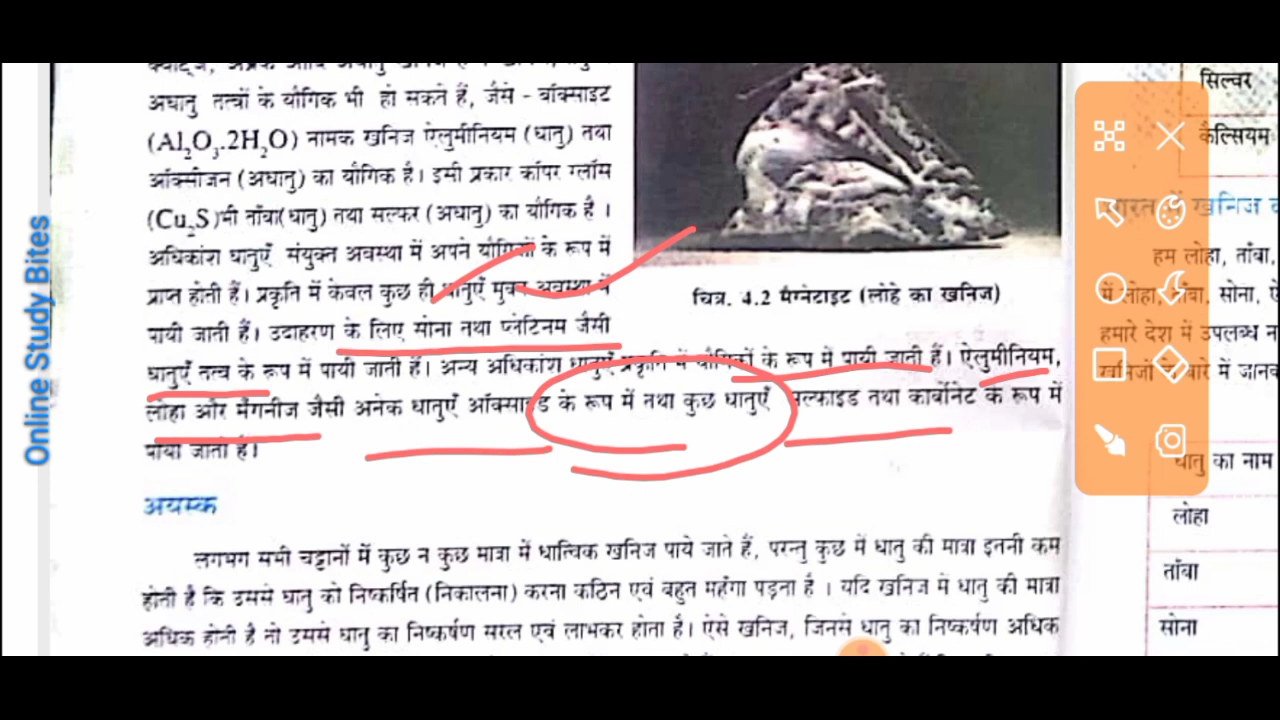 Online Study Bites
अधातु तत्वों के यौगिक भी हो सकते हैं, जैसे - बॉक्साइट
(Al₂O₃.2H₂O) नामक खनिज ऐलुमीनियम (धातु) तथा
ऑक्सीजन (अधातु) का यौगिक है। इसी प्रकार कॉपर ग्लॉस
(Cu₂S)भी ताँबा(धातु) तथा सल्फर (अधातु) का यौगिक है ।
अधिकांश धातुएँ संयुक्त अवस्था में अपने यौगिकों के रूप में
प्राप्त होती हैं। प्रकृति में केवल कुछ ही धातुएँ मुक्त अवस्था में
पायी जाती हैं। उदाहरण के लिए सोना तथा प्लेटिनम जैसी
धातुएँ तत्व के रूप में पायी जाती हैं। अन्य अधिकांश धातुएँ प्रकृति में यौगिकों के रूप में पायी जाती हैं। ऐलुमीनियम,
लोहा और मैंगनीज जैसी अनेक धातुएँ ऑक्साइड के रूप में तथा कुछ धातुएँ सल्फाइड तथा कार्बोनेट के रूप में
पायी जाती हैं।
चित्र. 4.2 मैग्नेटाइट (लोहे का खनिज)
अयस्क
लगभग सभी चट्टानों में कुछ न कुछ मात्रा में धात्विक खनिज पाये जाते हैं, परन्तु कुछ में धातु की मात्रा इतनी कम
होती है कि उससे धातु को निष्कर्षित (निकालना) करना कठिन एवं बहुत महँगा पड़ता है । यदि खनिज में धातु की मात्रा
अधिक होती है तो उससे धातु का निष्कर्षण सरल एवं लाभकर होता है। ऐसे खनिज, जिनसे धातु का निष्कर्षण अधिक
सिल्वर
कैल्सियम
खनिज
हम लोहा, ताँबा,
में लोहा, ताँबा, सोना,
हमारे देश में उपलब्ध
में
धातु का नाम
लोहा
ताँबा
सोना